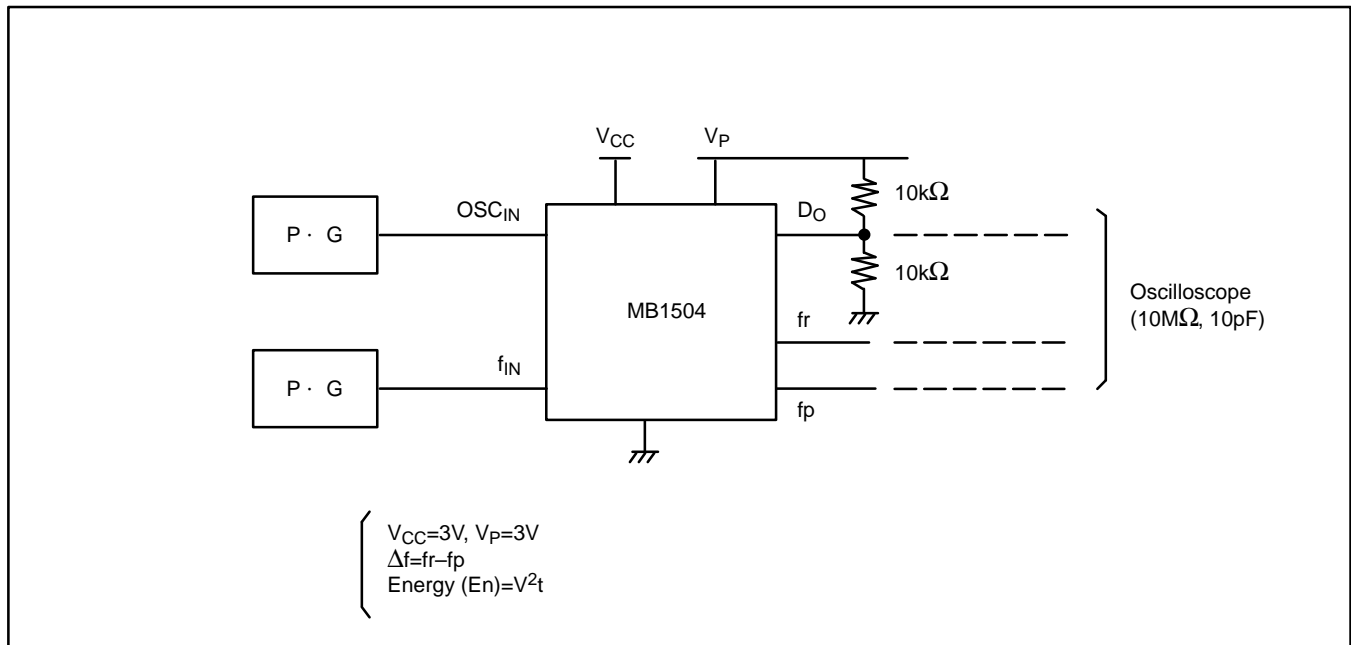 V_CC
V_P
10kΩ
OSC_IN
D_O
P · G
10kΩ
Oscilloscope
(10MΩ, 10pF)
MB1504
fr
f_IN
P · G
fp
V_CC=3V, V_P=3V
Δf=fr–fp
Energy (En)=V²t